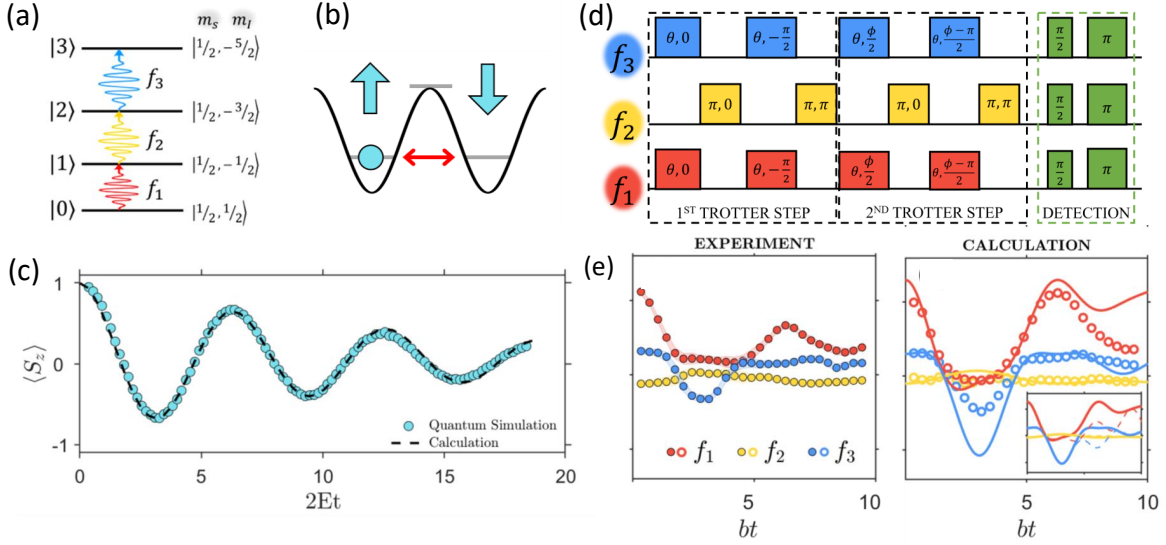 (a)
m_s m_I
|3⟩ |1/2, −5/2⟩
f_3
|2⟩ |1/2, −3/2⟩
f_2
|1⟩ |1/2, −1/2⟩
f_1
|0⟩ |1/2, 1/2⟩
(b)
(c)
⟨S_z⟩
1
0
-1
Quantum Simulation
Calculation
0 5 10 15 20
2Et
(d)
f_3 θ,0 θ,−π/2 θ,ϕ/2 θ,(ϕ−π)/2 π/2 π
f_2 π,0 π,π π,0 π,π π/2 π
f_1 θ,0 θ,−π/2 θ,ϕ/2 θ,(ϕ−π)/2 π/2 π
1ST TROTTER STEP 2ND TROTTER STEP DETECTION
(e)
EXPERIMENT
f_1 f_2 f_3
5 10
bt
CALCULATION
0 5 10
bt